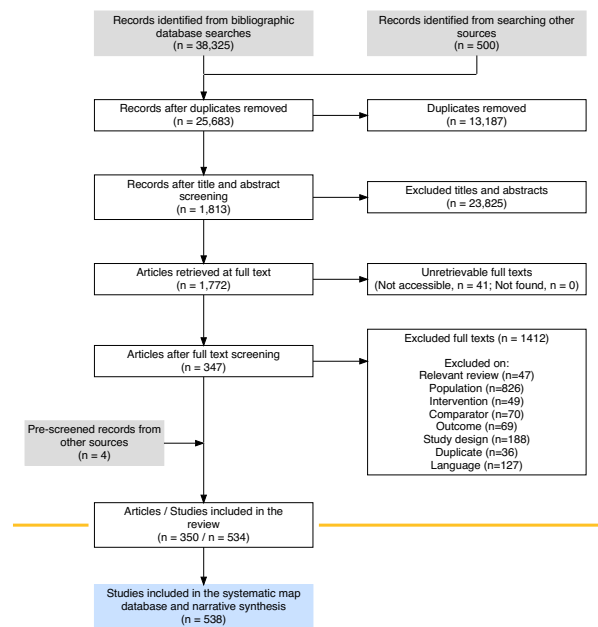 Records identified from bibliographic
database searches
(n = 38,325)
Records identified from searching other
sources
(n = 500)
Records after duplicates removed
(n = 25,683)
Duplicates removed
(n = 13,187)
Records after title and abstract
screening
(n = 1,813)
Excluded titles and abstracts
(n = 23,825)
Articles retrieved at full text
(n = 1,772)
Unretrievable full texts
(Not accessible, n = 41; Not found, n = 0)
Articles after full text screening
(n = 347)
Excluded full texts (n = 1412)
Excluded on:
Relevant review (n=47)
Population (n=826)
Intervention (n=49)
Comparator (n=70)
Outcome (n=69)
Study design (n=188)
Duplicate (n=36)
Language (n=127)
Pre-screened records from
other sources
(n = 4)
Articles / Studies included in the
review
(n = 350 / n = 534)
Studies included in the systematic map
database and narrative synthesis
(n = 538)